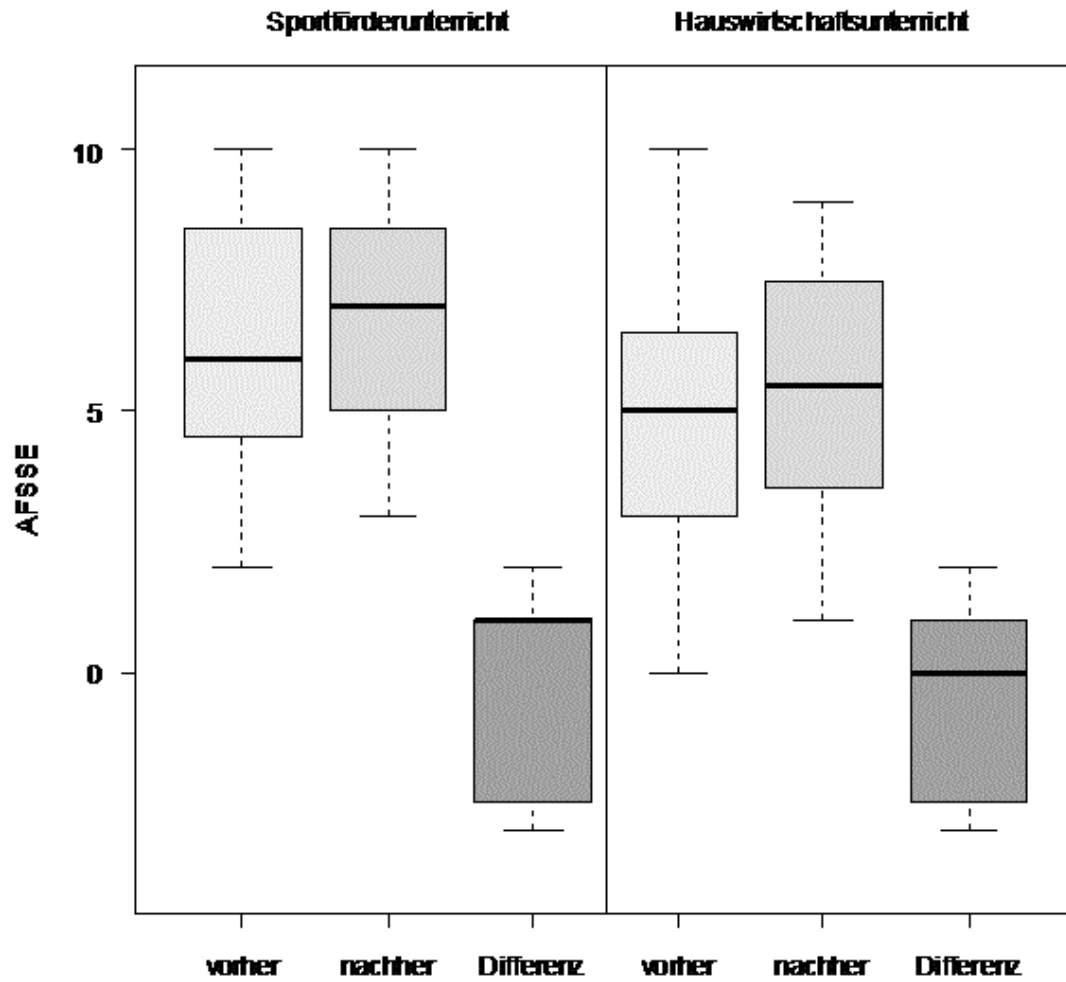 Sportförderunterricht Hauswirtschaftsunterricht
10
5
0
AFSSE
vorher nachher Differenz vorher nachher Differenz